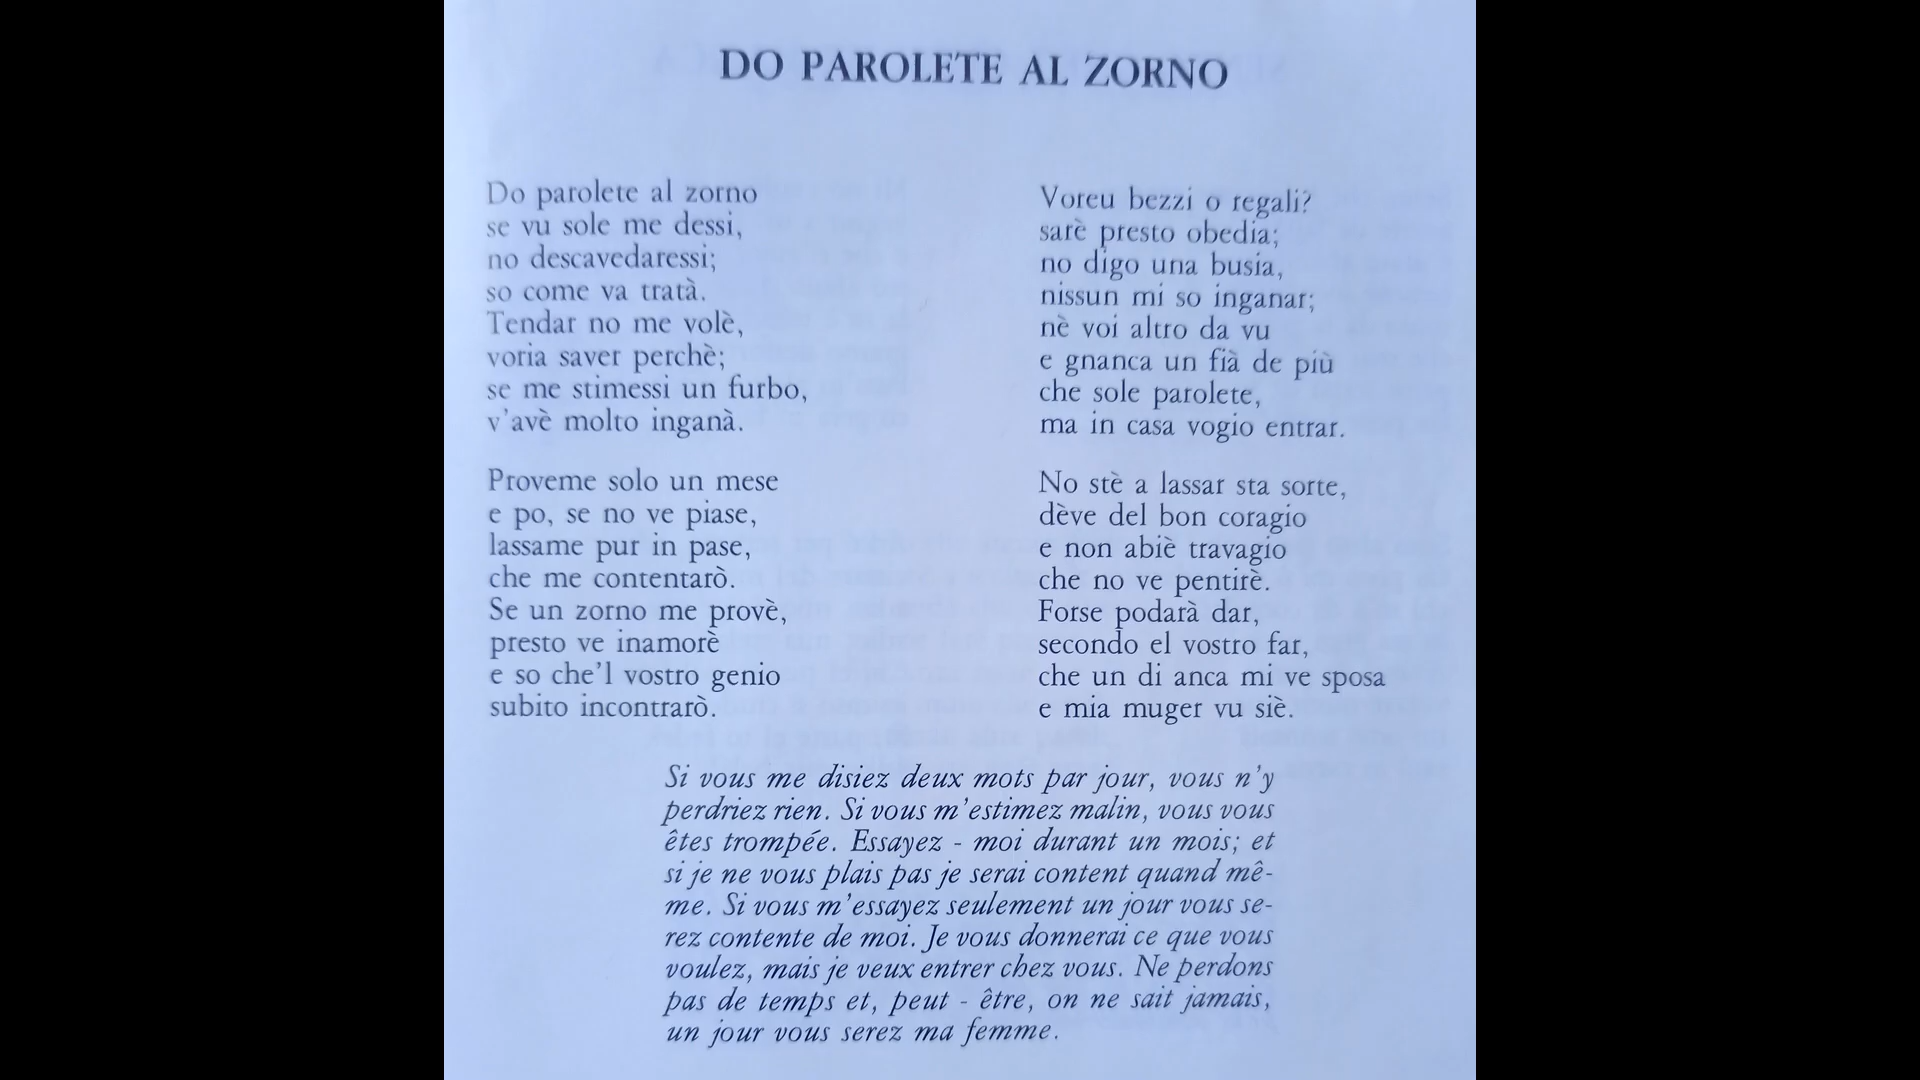 DO PAROLETE AL ZORNO
Do parolete al zorno
se vu sole me dessi,
no descavedaressi;
so come va tratà.
Tendar no me volè,
voria saver perchè;
se me stimessi un furbo,
v'avè molto inganà.
Proveme solo un mese
e po, se no ve piase,
lassame pur in pase,
che me contentarò.
Se un zorno me provè,
presto ve inamorè
e so che'l vostro genio
subito incontrarò.
Voreu bezzi o regali?
sarè presto obedia;
no digo una busia,
nissun mi so inganar;
nè voi altro da vu
e gnanca un fià de più
che sole parolete,
ma in casa vogio entrar.
No stè a lassar sta sorte,
dève del bon coragio
e non abiè travagio
che no ve pentirè.
Forse podarà dar,
secondo el vostro far,
che un di anca mi ve sposa
e mia muger vu siè.
Si vous me disiez deux mots par jour, vous n'y
perdriez rien. Si vous m'estimez malin, vous vous
êtes trompée. Essayez - moi durant un mois; et
si je ne vous plais pas je serai content quand mê-
me. Si vous m'essayez seulement un jour vous se-
rez contente de moi. Je vous donnerai ce que vous
voulez, mais je veux entrer chez vous. Ne perdons
pas de temps et, peut - être, on ne sait jamais,
un jour vous serez ma femme.